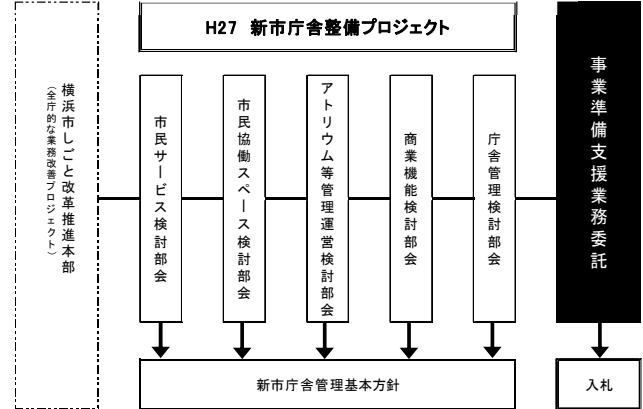 H27 新市庁舎整備プロジェクト
横浜市しごと改革推進本部
（全庁的な業務改善プロジェクト）
市民サービス検討部会
市民協働スペース検討部会
アトリウム等管理運営検討部会
商業機能検討部会
庁舎管理検討部会
事業準備支援業務委託
新市庁舎管理基本方針
入札